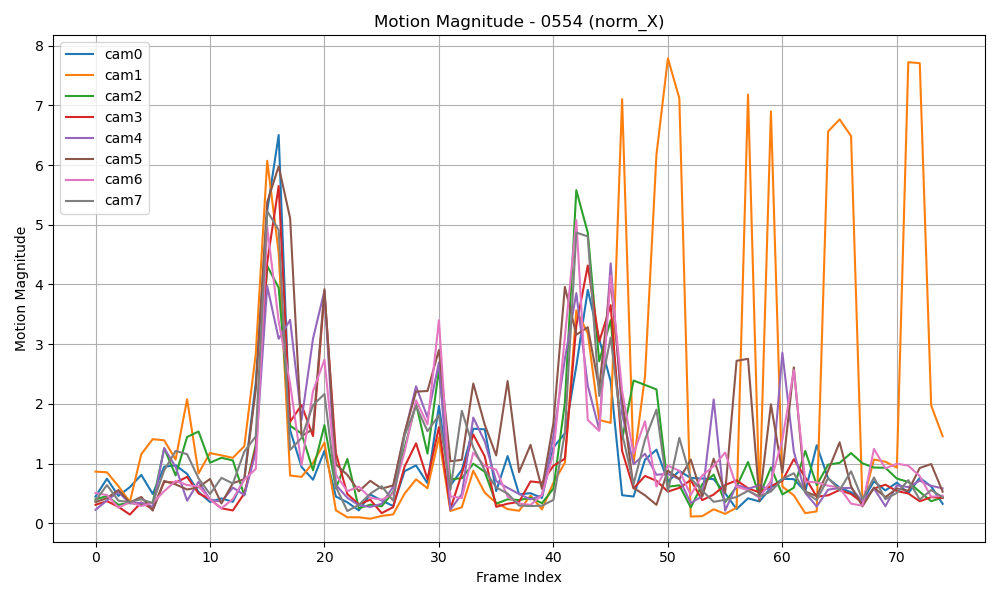 Motion Magnitude - 0554 (norm_X)
8
7
6
5
4
3
2
1
0
Motion Magnitude
cam0
cam1
cam2
cam3
cam4
cam5
cam6
cam7
0 10 20 30 40 50 60 70
Frame Index